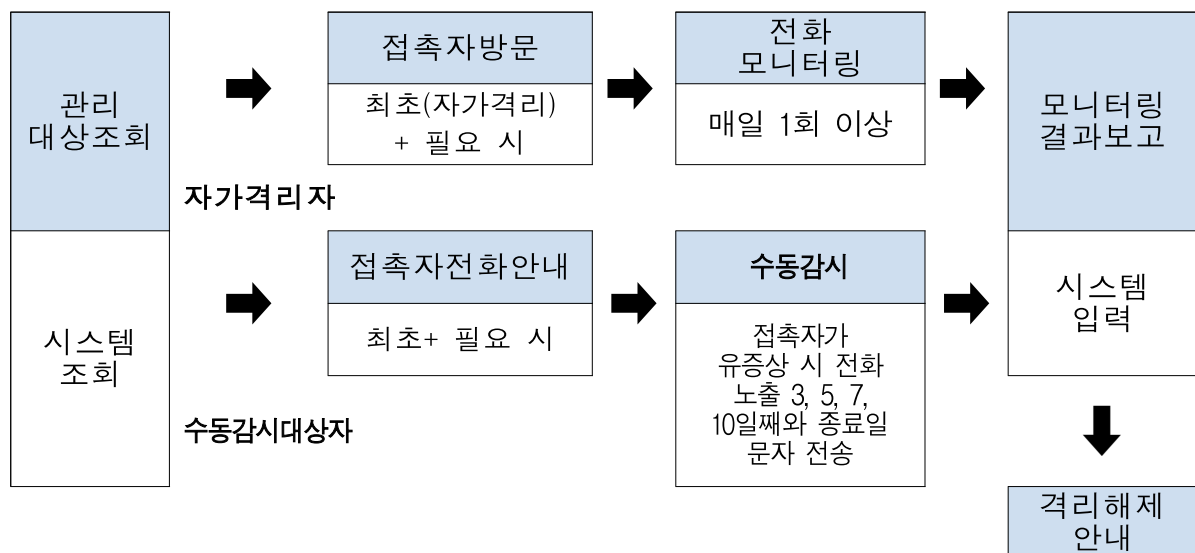 관리
대상조회
시스템
조회
접촉자방문
최초(자가격리)
+ 필요 시
전화
모니터링
매일 1회 이상
자가격리자
접촉자전화안내
최초+ 필요 시
수동감시
접촉자가
유증상 시 전화
노출 3, 5, 7,
10일째와 종료일
문자 전송
수동감시대상자
모니터링
결과보고
시스템
입력
격리해제
안내